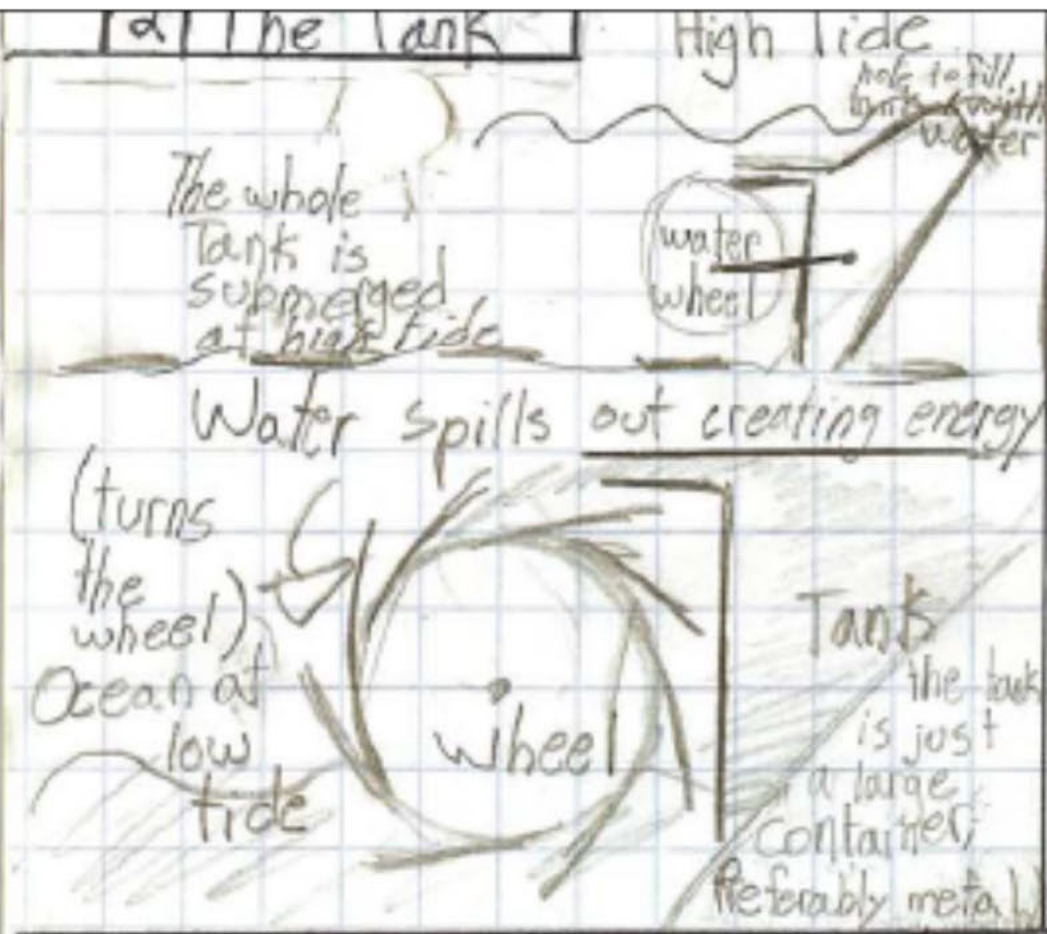 2 The Tank
High Tide
hole to fill
tank with
water
The whole
Tank is
submerged
at high tide
water
wheel
Water spills out creating energy
(turns
the
wheel)
Ocean at
low
tide
wheel
Tank
the tank
is just
a large
container,
Preferably metal